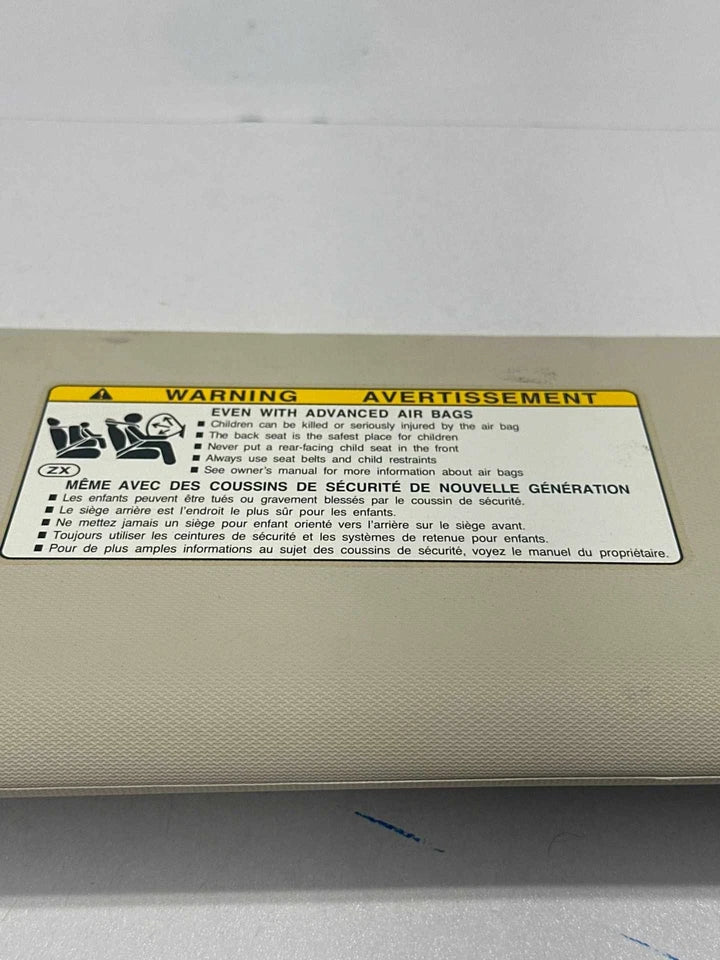 WARNING AVERTISSEMENT
EVEN WITH ADVANCED AIR BAGS
■ Children can be killed or seriously injured by the air bag
■ The back seat is the safest place for children
■ Never put a rear-facing child seat in the front
■ Always use seat belts and child restraints
■ See owner's manual for more information about air bags
ZX
MÊME AVEC DES COUSSINS DE SÉCURITÉ DE NOUVELLE GÉNÉRATION
■ Les enfants peuvent être tués ou gravement blessés par le coussin de sécurité.
■ Le siège arrière est l'endroit le plus sûr pour les enfants.
■ Ne mettez jamais un siège pour enfant orienté vers l'arrière sur le siège avant.
■ Toujours utiliser les ceintures de sécurité et les systèmes de retenue pour enfants.
■ Pour de plus amples informations au sujet des coussins de sécurité, voyez le manuel du propriétaire.